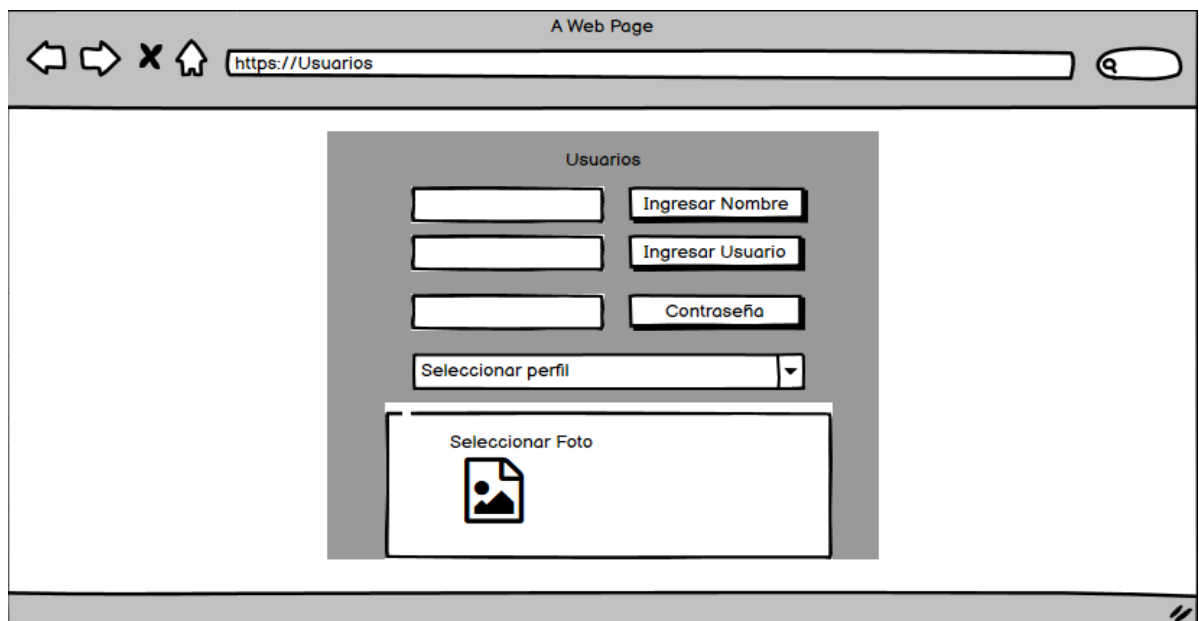 A Web Page
https://Usuarios
Usuarios
Ingresar Nombre
Ingresar Usuario
Contraseña
Seleccionar perfil
Seleccionar Foto